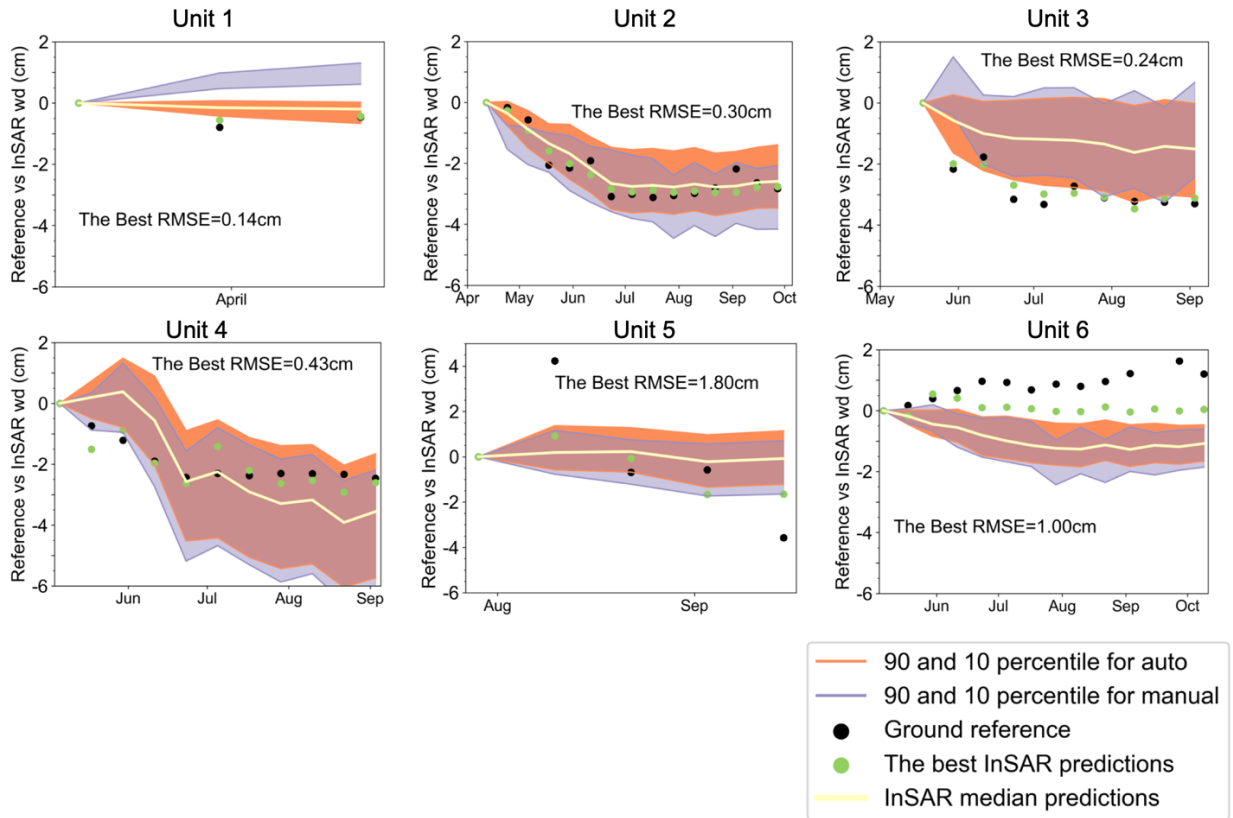 Unit 1
Unit 2
Unit 3
Reference vs InSAR wd (cm)
2
0
-2
-4
-6
The Best RMSE=0.14cm
April
Reference vs InSAR wd (cm)
2
0
-2
-4
-6
The Best RMSE=0.30cm
Apr May Jun Jul Aug Sep Oct
Reference vs InSAR wd (cm)
2
0
-2
-4
-6
The Best RMSE=0.24cm
May Jun Jul Aug Sep
Unit 4
Unit 5
Unit 6
Reference vs InSAR wd (cm)
2
0
-2
-4
-6
The Best RMSE=0.43cm
Jun Jul Aug Sep
Reference vs InSAR wd (cm)
4
2
0
-2
-4
-6
The Best RMSE=1.80cm
Aug Sep
Reference vs InSAR wd (cm)
2
0
-2
-4
-6
The Best RMSE=1.00cm
Jun Jul Aug Sep Oct
90 and 10 percentile for auto
90 and 10 percentile for manual
Ground reference
The best InSAR predictions
InSAR median predictions